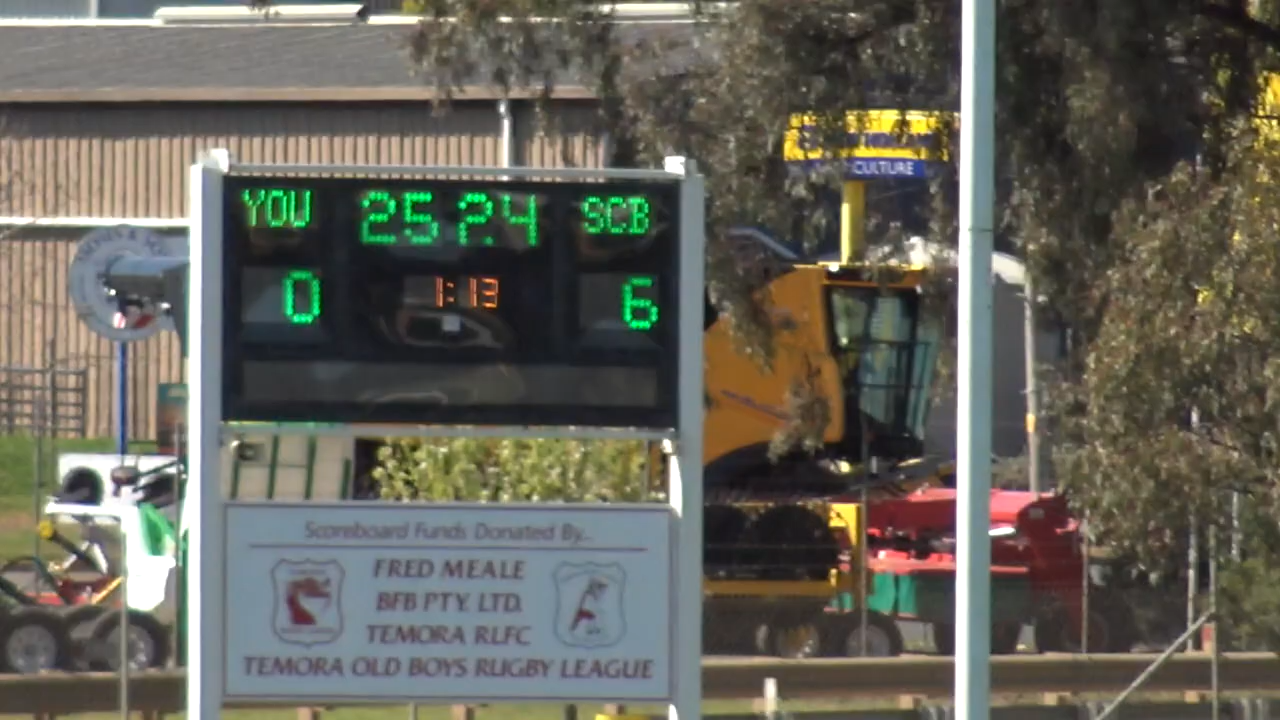 YOU 25:24 SCB
0 1:13 6
CULTURE
Scoreboard Funds Donated By...
FRED MEALE
BFB PTY. LTD.
TEMORA RLFC
TEMORA OLD BOYS RUGBY LEAGUE